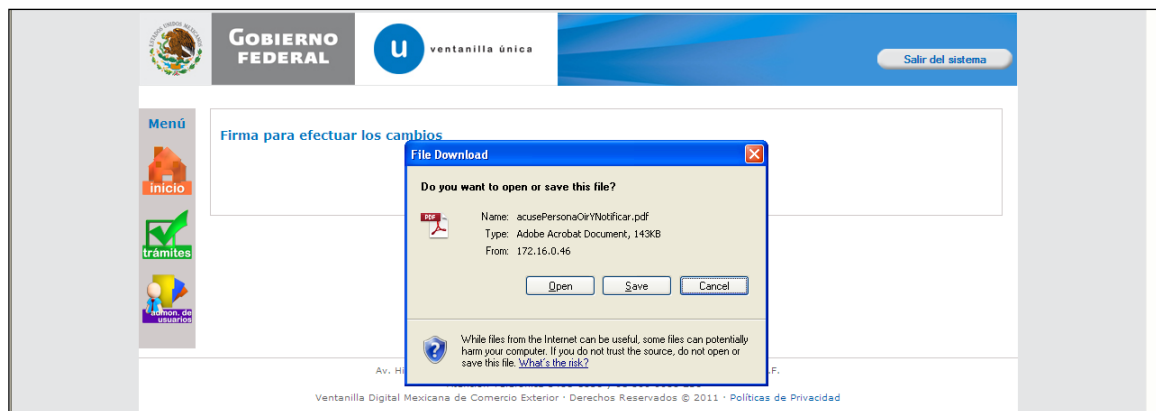 ESTADOS UNIDOS MEXICANOS
GOBIERNO
FEDERAL
u
ventanilla única
Salir del sistema
Menú
inicio
trámites
admon. de
usuarios
Firma para efectuar los cambios
File Download
Do you want to open or save this file?
PDF
Name: acusePersonaOirYNotificar.pdf
Type: Adobe Acrobat Document, 143KB
From: 172.16.0.46
Open
Save
Cancel
While files from the Internet can be useful, some files can potentially
harm your computer. If you do not trust the source, do not open or
save this file. What's the risk?
Av. F.
Ventanilla Digital Mexicana de Comercio Exterior · Derechos Reservados © 2011 · Políticas de Privacidad